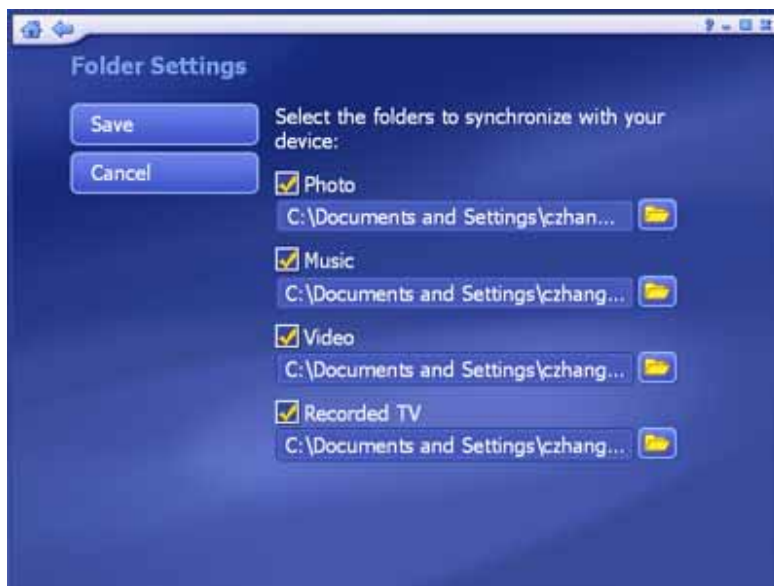 ?
Folder Settings
Save
Cancel
Select the folders to synchronize with your
device:
Photo
C:\Documents and Settings\czhan...
Music
C:\Documents and Settings\czhang...
Video
C:\Documents and Settings\czhang...
Recorded TV
C:\Documents and Settings\czhang...